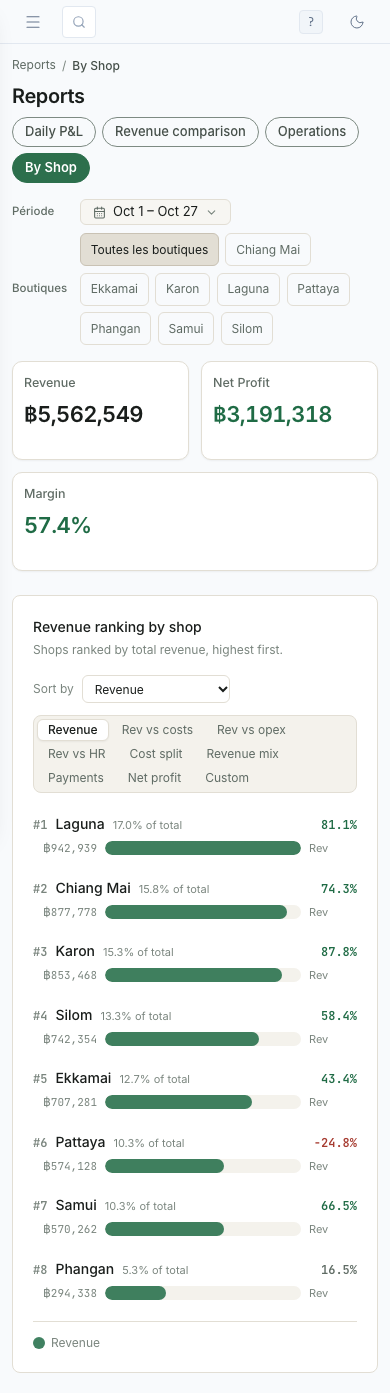 ?
Reports / By Shop
Reports
Daily P&L
Revenue comparison
Operations
By Shop
Période
Oct 1 – Oct 27
Boutiques
Toutes les boutiques
Chiang Mai
Ekkamai
Karon
Laguna
Pattaya
Phangan
Samui
Silom
Revenue
฿5,562,549
Net Profit
฿3,191,318
Margin
57.4%
Revenue ranking by shop
Shops ranked by total revenue, highest first.
Sort by
Revenue
Revenue
Rev vs costs
Rev vs opex
Rev vs HR
Cost split
Revenue mix
Payments
Net profit
Custom
#1 Laguna 17.0% of total 81.1%
฿942,939 Rev
#2 Chiang Mai 15.8% of total 74.3%
฿877,778 Rev
#3 Karon 15.3% of total 87.8%
฿853,468 Rev
#4 Silom 13.3% of total 58.4%
฿742,354 Rev
#5 Ekkamai 12.7% of total 43.4%
฿707,281 Rev
#6 Pattaya 10.3% of total -24.8%
฿574,128 Rev
#7 Samui 10.3% of total 66.5%
฿570,262 Rev
#8 Phangan 5.3% of total 16.5%
฿294,338 Rev
Revenue